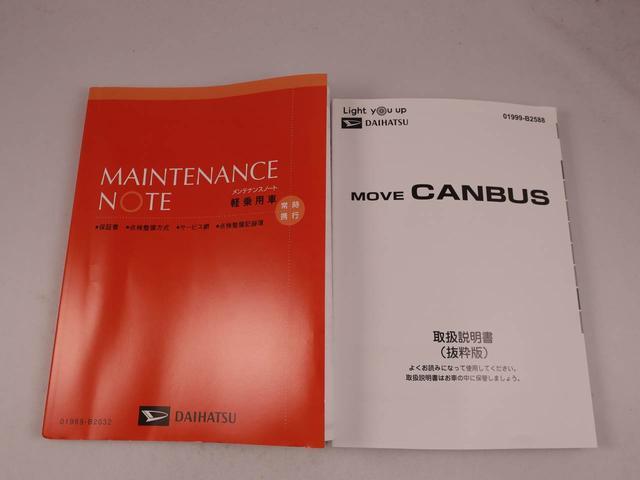 MAINTENANCE
NOTE
メンテナンスノート
軽乗用車
常時
携行
●保証書 ●点検整備方式 ●サービス網 ●点検整備記録簿
01999-B2032
DAIHATSU
Light you up
DAIHATSU
01999-B2588
MOVE CANBUS
取扱説明書
(抜粋版)
よくお読みになって使用してください。
取扱説明書はお車の中に保管しましょう。